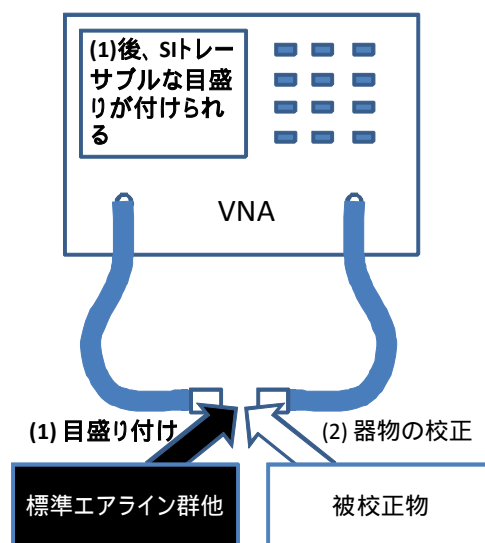 (1)後、SIトレー
サブルな目盛
りが付けられ
る
VNA
(1) 目盛り付け
(2) 器物の校正
標準エアライン群他
被校正物